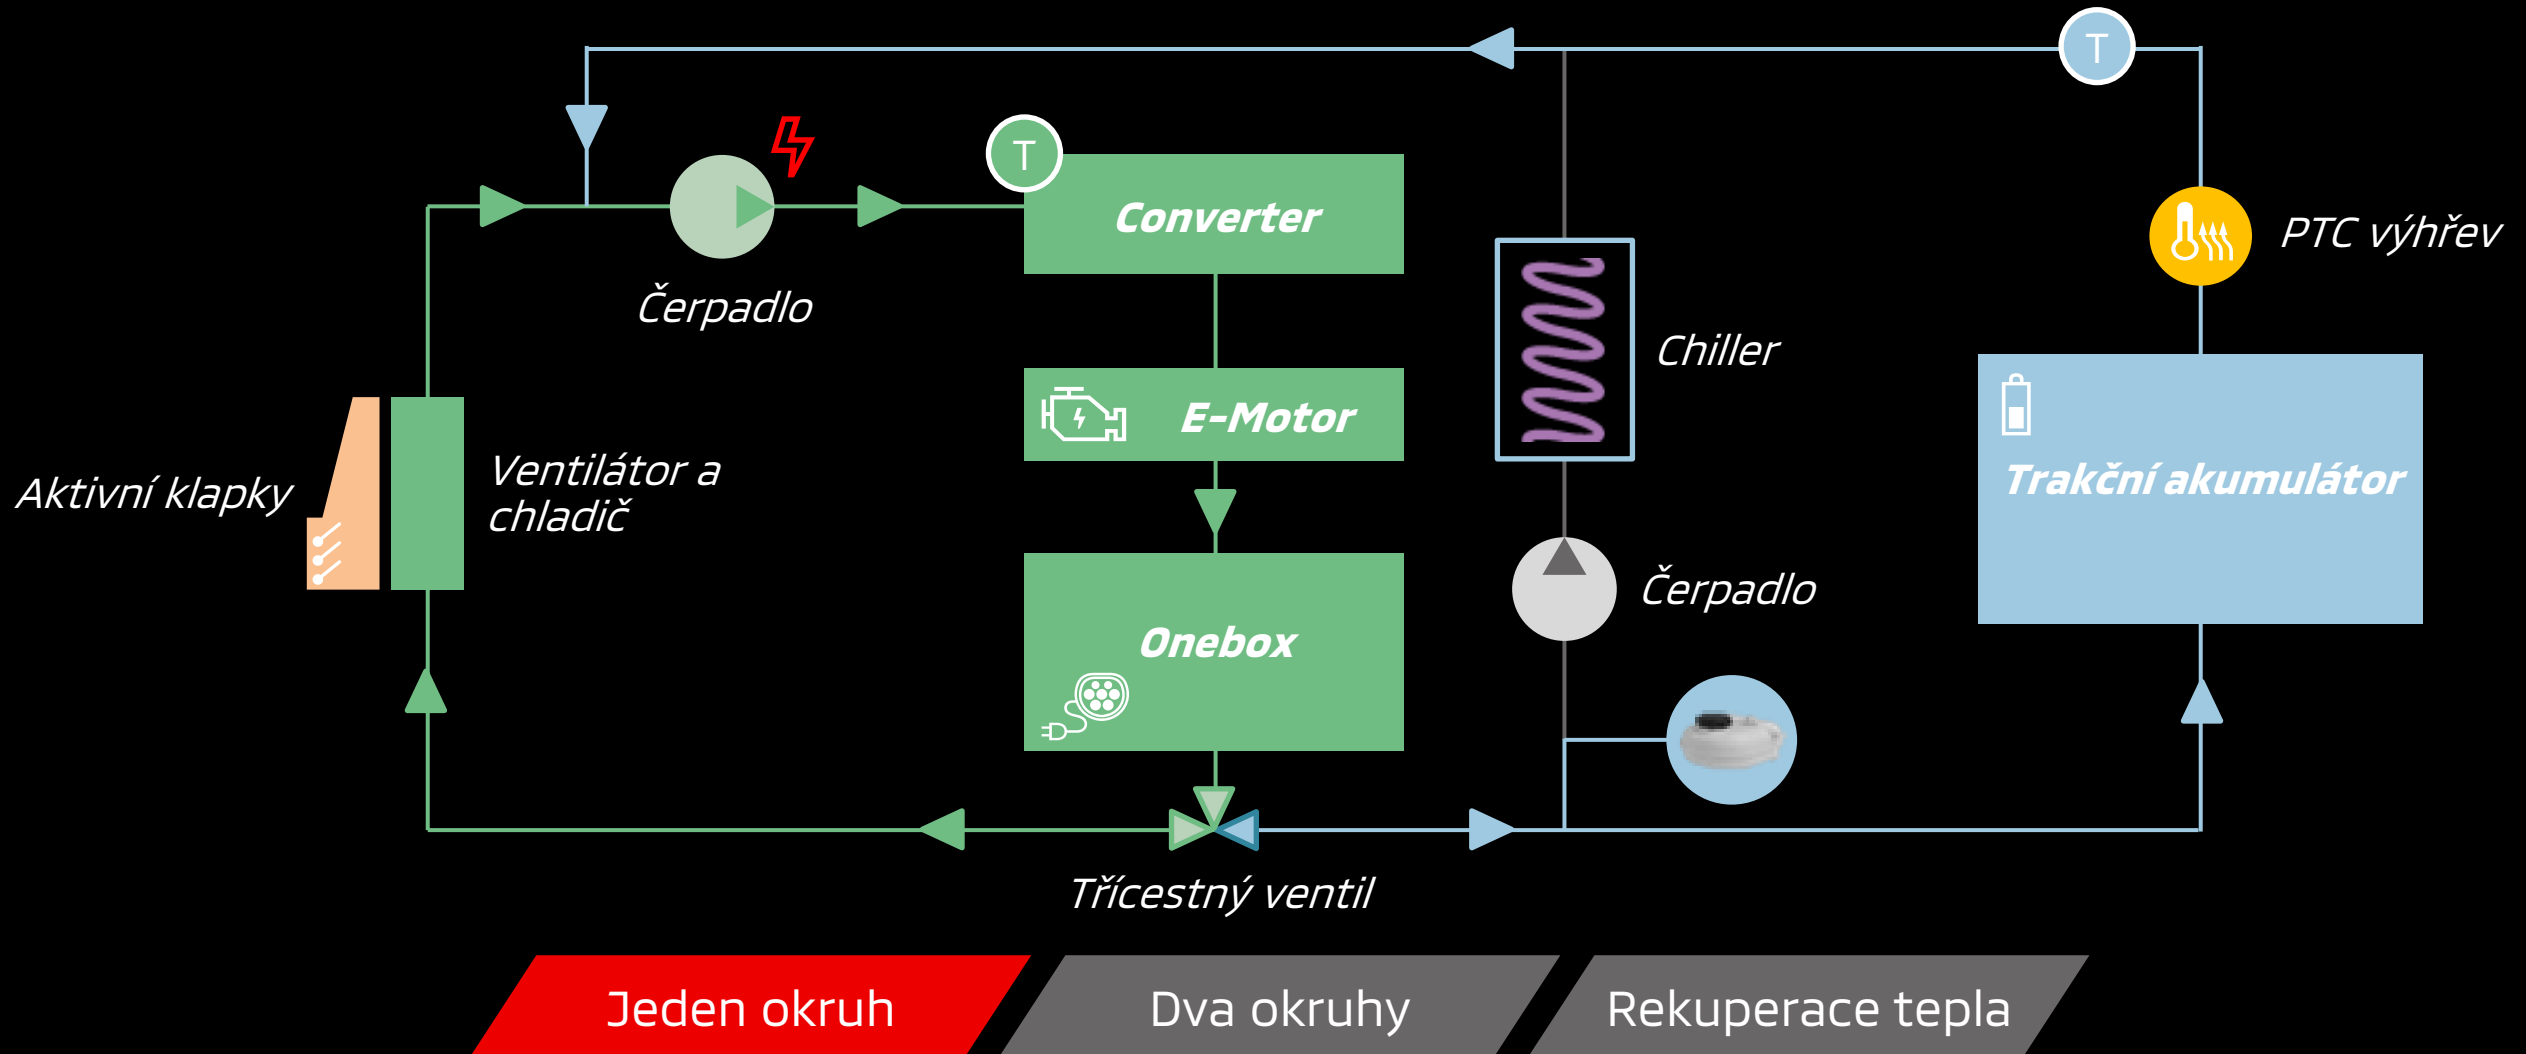 T
T
Converter
PTC výhřev
Čerpadlo
Chiller
E-Motor
Aktivní klapky
Ventilátor a
chladič
Trakční akumulátor
Čerpadlo
Onebox
Třícestný ventil
Jeden okruh
Dva okruhy
Rekuperace tepla